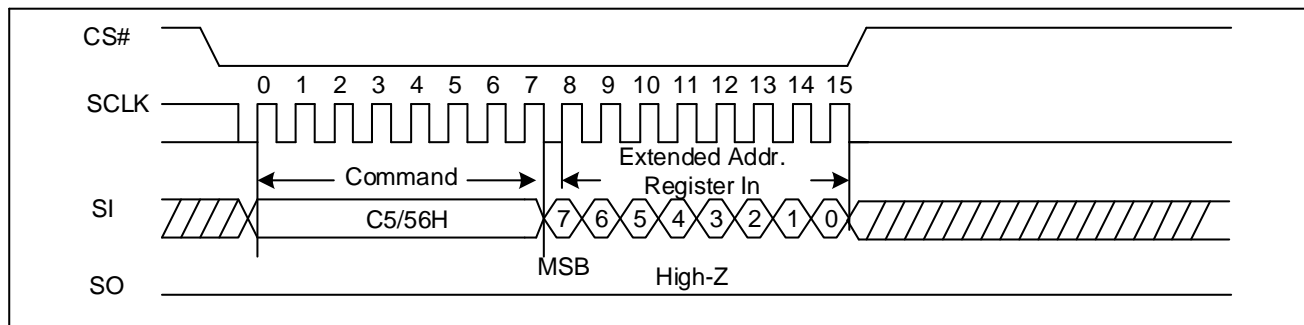 CS#
0 1 2 3 4 5 6 7 8 9 10 11 12 13 14 15
SCLK
Command
Extended Addr.
Register In
SI
C5/56H
7 6 5 4 3 2 1 0
MSB
High-Z
SO